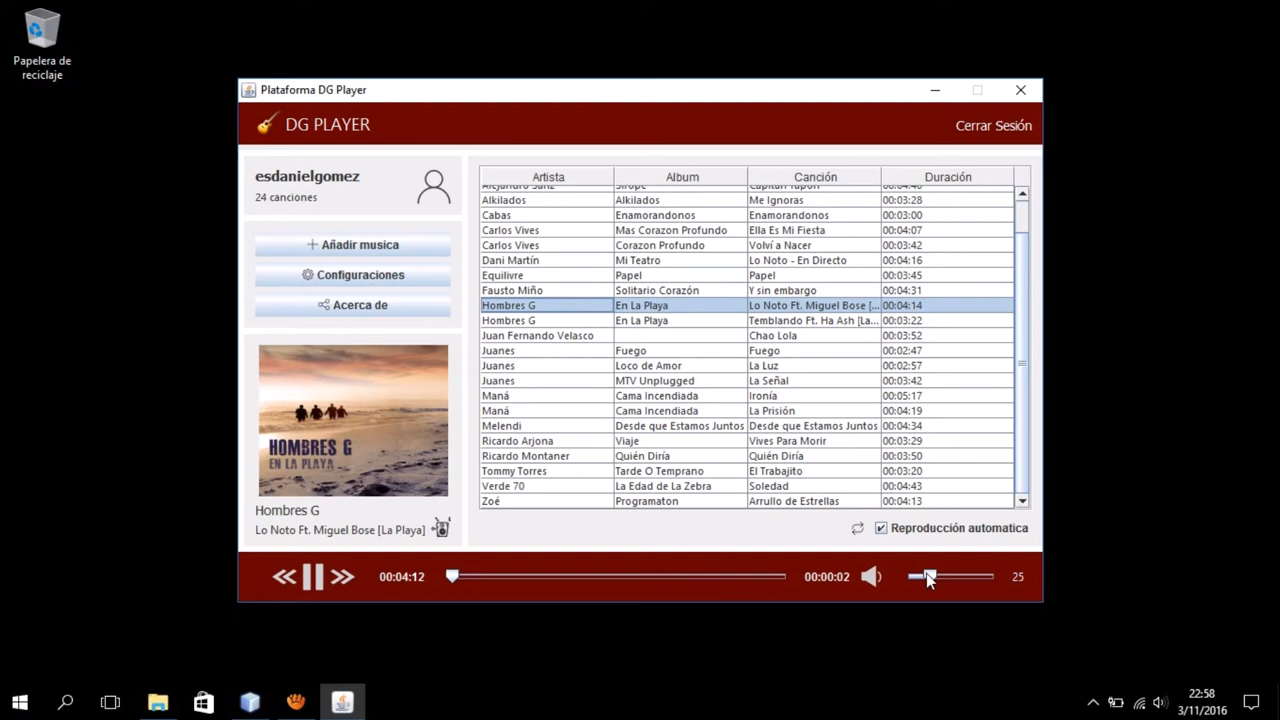 Papelera de
reciclaje
Plataforma DG Player
DG PLAYER
Cerrar Sesión
esdanielgomez
24 canciones
Añadir musica
Configuraciones
Acerca de
HOMBRES G
EN LA PLAYA
Hombres G
Lo Noto Ft. Miguel Bose [La Playa]
Artista Album Canción Duración
Alejandro Sanz Sirope Capitán Tapón 00:04:40
Alkilados Alkilados Me Ignoras 00:03:28
Cabas Enamorandonos Enamorandonos 00:03:00
Carlos Vives Mas Corazon Profundo Ella Es Mi Fiesta 00:04:07
Carlos Vives Corazon Profundo Volví a Nacer 00:03:42
Dani Martín Mi Teatro Lo Noto - En Directo 00:04:16
Equilivre Papel Papel 00:03:45
Fausto Miño Solitario Corazón Y sin embargo 00:04:31
Hombres G En La Playa Lo Noto Ft. Miguel Bose [... 00:04:14
Hombres G En La Playa Temblando Ft. Ha Ash [La... 00:03:22
Juan Fernando Velasco Chao Lola 00:03:52
Juanes Fuego Fuego 00:02:47
Juanes Loco de Amor La Luz 00:02:57
Juanes MTV Unplugged La Señal 00:03:42
Maná Cama Incendiada Ironía 00:05:17
Maná Cama Incendiada La Prisión 00:04:19
Melendi Desde que Estamos Juntos Desde que Estamos Juntos 00:04:34
Ricardo Arjona Viaje Vives Para Morir 00:03:29
Ricardo Montaner Quién Diría Quién Diría 00:03:50
Tommy Torres Tarde O Temprano El Trabajito 00:03:20
Verde 70 La Edad de La Zebra Soledad 00:04:43
Zoé Programaton Arrullo de Estrellas 00:04:13
Reproducción automatica
00:04:12 00:00:02 25
22:58
3/11/2016